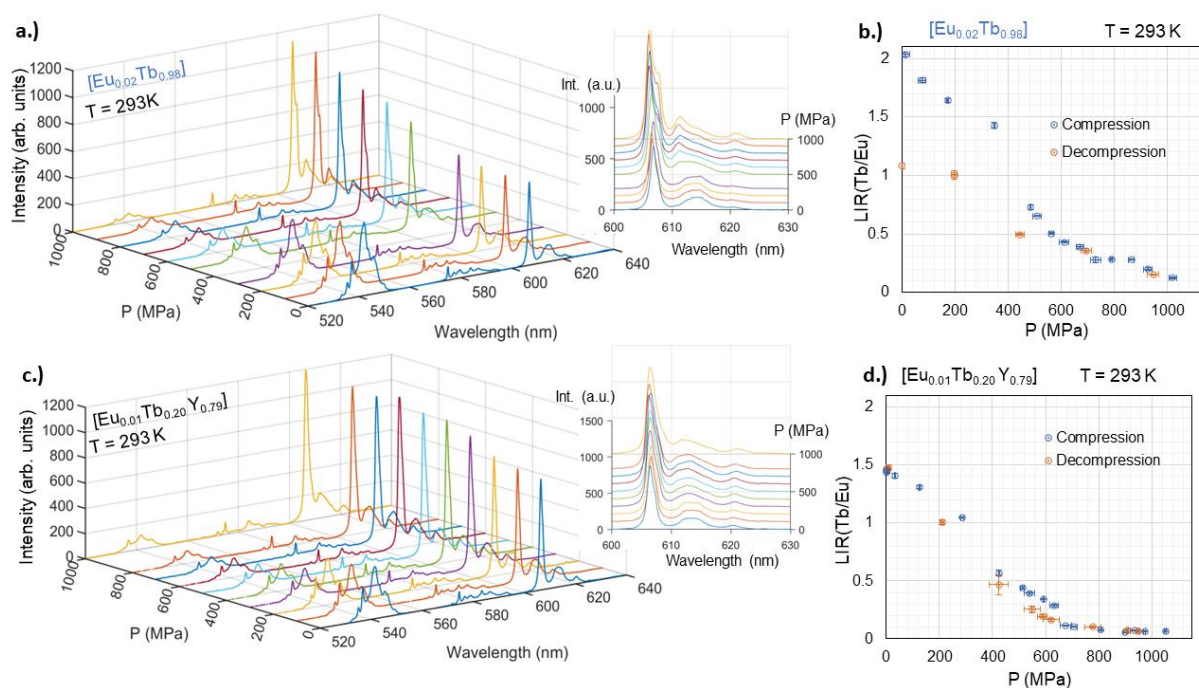 a.)
[Eu0.02Tb0.98]
T = 293K
Intensity (arb. units)
1200
1000
800
600
400
200
0
1000
800
600
400
200
0
P (MPa)
520
540
560
580
600
620
640
Wavelength (nm)
Int. (a.u.)
P (MPa)
1000
500
0
1000
500
0
600
610
620
630
Wavelength (nm)
b.)
[Eu0.02Tb0.98]
T = 293 K
LIR(Tb/Eu)
2
1.5
1
0.5
0
Compression
Decompression
0
200
400
600
800
1000
P (MPa)
c.)
[Eu0.01Tb0.20 Y0.79]
T = 293 K
Intensity (arb. units)
1200
1000
800
600
400
200
0
1000
800
600
400
200
0
P (MPa)
520
540
560
580
600
620
640
Wavelength (nm)
Int. (a.u.)
P (MPa)
1500
1000
500
0
1000
500
0
600
610
620
630
Wavelength (nm)
d.)
[Eu0.01Tb0.20 Y0.79]
T = 293 K
LIR(Tb/Eu)
2
1.5
1
0.5
0
Compression
Decompression
0
200
400
600
800
1000
P (MPa)